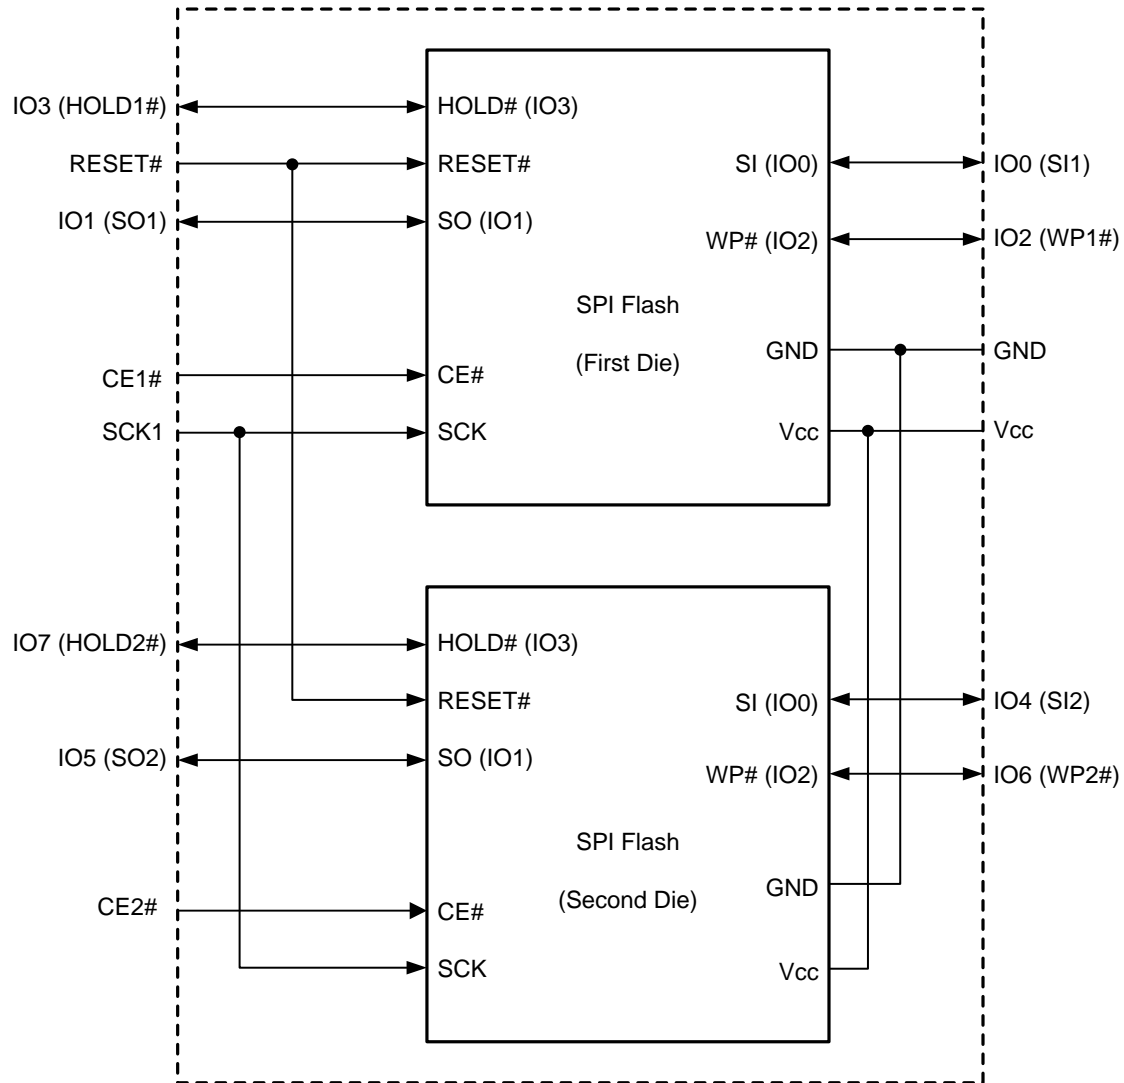 IO3 (HOLD1#)
RESET#
IO1 (SO1)
CE1#
SCK1
HOLD# (IO3)
RESET#
SO (IO1)
CE#
SCK
SPI Flash
(First Die)
SI (IO0)
WP# (IO2)
GND
Vcc
IO0 (SI1)
IO2 (WP1#)
GND
Vcc
IO7 (HOLD2#)
IO5 (SO2)
CE2#
HOLD# (IO3)
RESET#
SO (IO1)
CE#
SCK
SPI Flash
(Second Die)
SI (IO0)
WP# (IO2)
GND
Vcc
IO4 (SI2)
IO6 (WP2#)